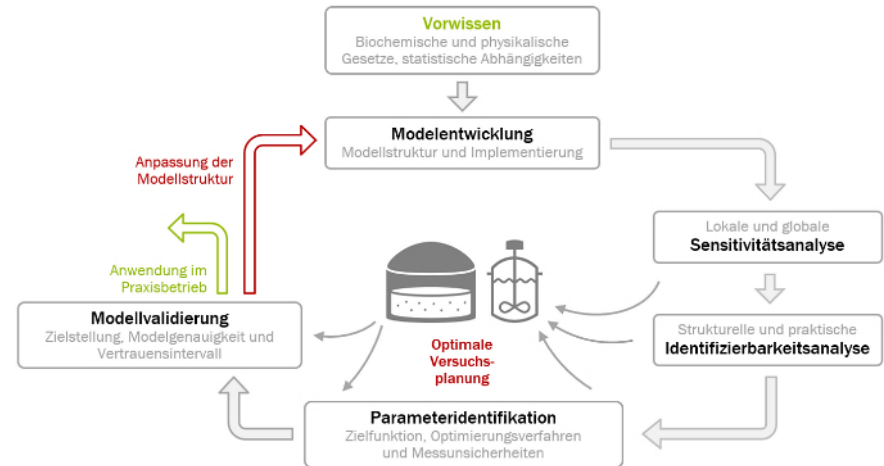 Vorwissen
Biochemische und physikalische
Gesetze, statistische Abhängigkeiten
Modelentwicklung
Modellstruktur und Implementierung
Anpassung der
Modellstruktur
Lokale und globale
Sensitivitätsanalyse
Anwendung im
Praxisbetrieb
Modellvalidierung
Zielstellung, Modelgenauigkeit und
Vertrauensintervall
Optimale
Versuchs-
planung
Strukturelle und praktische
Identifizierbarkeitsanalyse
Parameteridentifikation
Zielfunktion, Optimierungsverfahren
und Messunsicherheiten